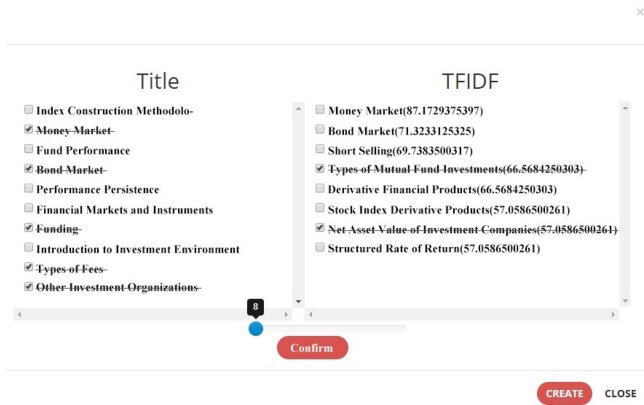 ×
Title
Index Construction Methodolo-
Money Market
Fund Performance
Bond Market
Performance Persistence
Financial Markets and Instruments
Funding
Introduction to Investment Environment
Types of Fees
Other Investment Organizations
TFIDF
Money Market(87.1729375397)
Bond Market(71.3233125325)
Short Selling(69.7383500317)
Types of Mutual Fund Investments(66.5684250303)
Derivative Financial Products(66.5684250303)
Stock Index Derivative Products(57.0586500261)
Net Asset Value of Investment Companies(57.0586500261)
Structured Rate of Return(57.0586500261)
8
Confirm
CREATE CLOSE